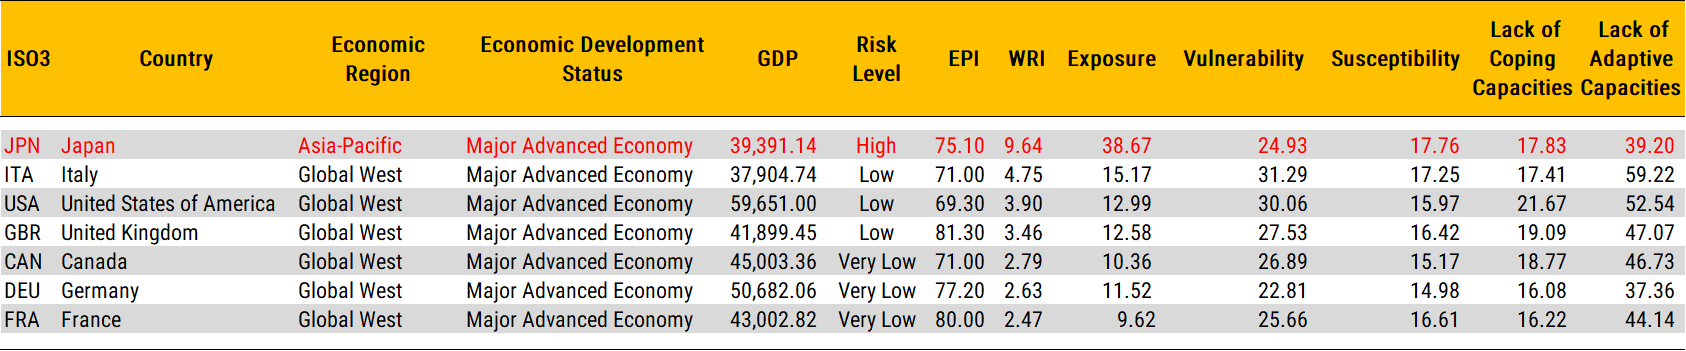 ISO3 Country Economic Region Economic Development Status GDP Risk Level EPI WRI Exposure Vulnerability Susceptibility Lack of Coping Capacities Lack of Adaptive Capacities
JPN Japan Asia-Pacific Major Advanced Economy 39,391.14 High 75.10 9.64 38.67 24.93 17.76 17.83 39.20
ITA Italy Global West Major Advanced Economy 37,904.74 Low 71.00 4.75 15.17 31.29 17.25 17.41 59.22
USA United States of America Global West Major Advanced Economy 59,651.00 Low 69.30 3.90 12.99 30.06 15.97 21.67 52.54
GBR United Kingdom Global West Major Advanced Economy 41,899.45 Low 81.30 3.46 12.58 27.53 16.42 19.09 47.07
CAN Canada Global West Major Advanced Economy 45,003.36 Very Low 71.00 2.79 10.36 26.89 15.17 18.77 46.73
DEU Germany Global West Major Advanced Economy 50,682.06 Very Low 77.20 2.63 11.52 22.81 14.98 16.08 37.36
FRA France Global West Major Advanced Economy 43,002.82 Very Low 80.00 2.47 9.62 25.66 16.61 16.22 44.14